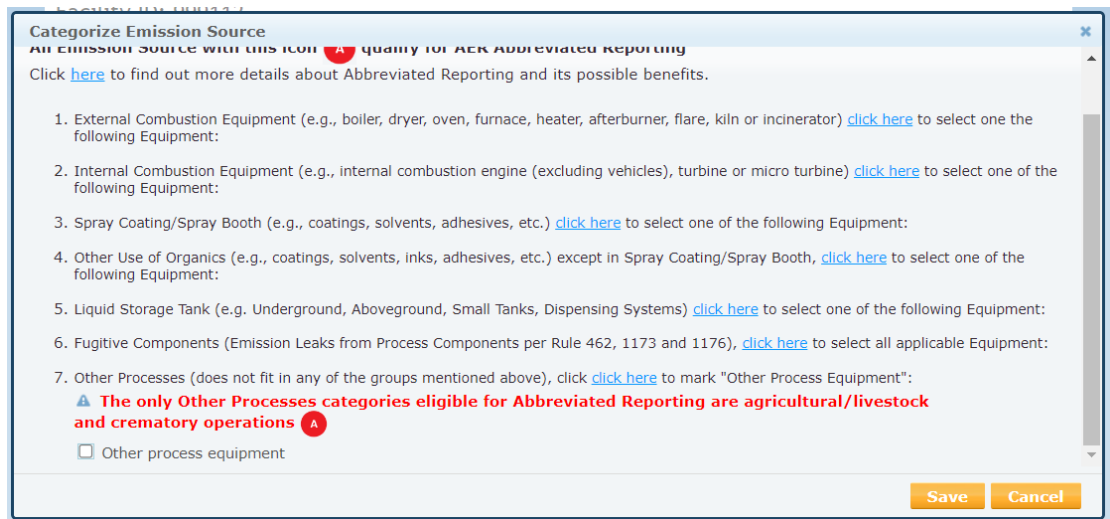 Facility ID: 000112
Categorize Emission Source
An Emission Source with this icon A qualify for AER Abbreviated Reporting
Click here to find out more details about Abbreviated Reporting and its possible benefits.
1. External Combustion Equipment (e.g., boiler, dryer, oven, furnace, heater, afterburner, flare, kiln or incinerator) click here to select one the
following Equipment:
2. Internal Combustion Equipment (e.g., internal combustion engine (excluding vehicles), turbine or micro turbine) click here to select one of the
following Equipment:
3. Spray Coating/Spray Booth (e.g., coatings, solvents, adhesives, etc.) click here to select one of the following Equipment:
4. Other Use of Organics (e.g., coatings, solvents, inks, adhesives, etc.) except in Spray Coating/Spray Booth, click here to select one of the
following Equipment:
5. Liquid Storage Tank (e.g. Underground, Aboveground, Small Tanks, Dispensing Systems) click here to select one of the following Equipment:
6. Fugitive Components (Emission Leaks from Process Components per Rule 462, 1173 and 1176), click here to select all applicable Equipment:
7. Other Processes (does not fit in any of the groups mentioned above), click click here to mark "Other Process Equipment":
The only Other Processes categories eligible for Abbreviated Reporting are agricultural/livestock
and crematory operations A
Other process equipment
Save Cancel